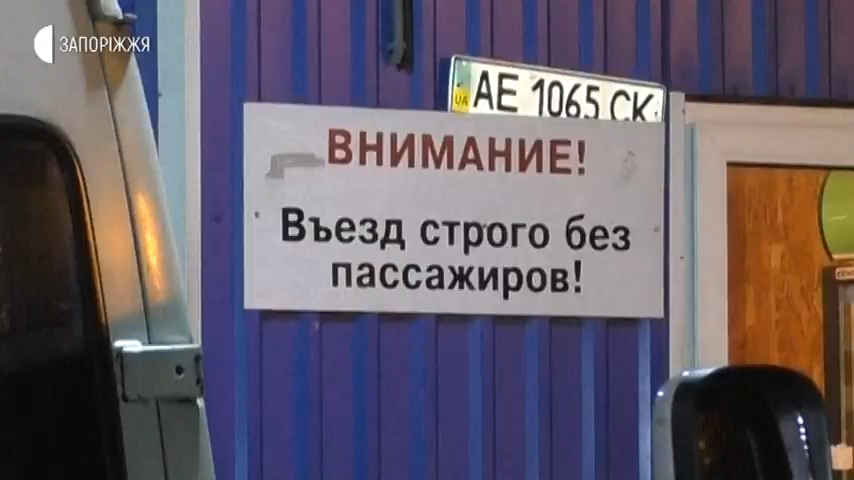 ЗАПОРІЖЖЯ
UA AE 1065 CK
ВНИМАНИЕ!
Въезд строго без
пассажиров!